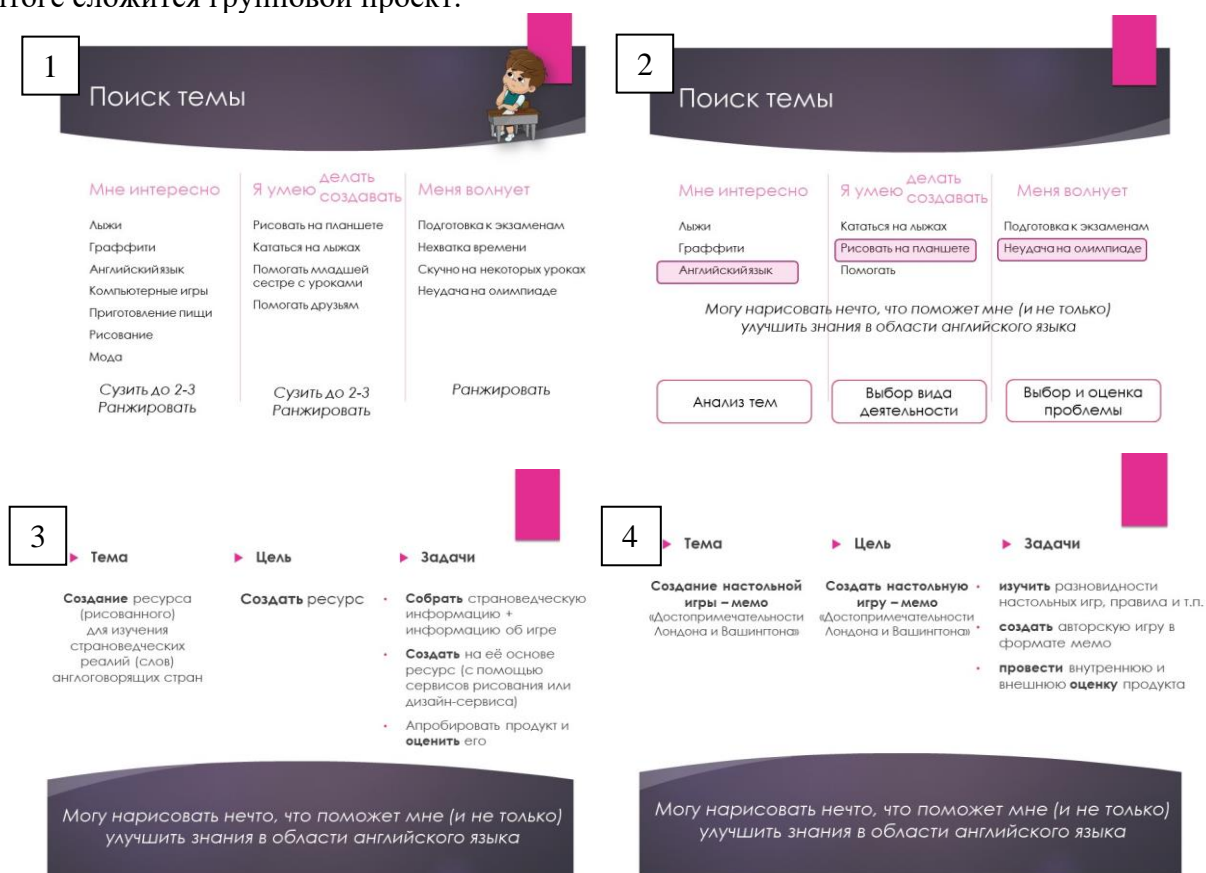 итоге сложится групповой проект.
1
Поиск темы
Мне интересно
Лыжи
Граффити
Английский язык
Компьютерные игры
Приготовление пищи
Рисование
Мода
Сузить до 2-3
Ранжировать
Я умею делать
создавать
Рисовать на планшете
Кататься на лыжах
Помогать младшей
сестре с уроками
Помогать друзьям
Сузить до 2-3
Ранжировать
Меня волнует
Подготовка к экзаменам
Нехватка времени
Скучно на некоторых уроках
Неудача на олимпиаде
Ранжировать
2
Поиск темы
Мне интересно
Лыжи
Граффити
Английский язык
Я умею делать
создавать
Кататься на лыжах
Рисовать на планшете
Помогать
Меня волнует
Подготовка к экзаменам
Неудача на олимпиаде
Могу нарисовать нечто, что поможет мне (и не только)
улучшить знания в области английского языка
Анализ тем
Выбор вида
деятельности
Выбор и оценка
проблемы
3
Тема
Создание ресурса
(рисованного)
для изучения
страноведческих
реалий (слов)
англоговорящих стран
Цель
Создать ресурс
Задачи
• Собрать страноведческую
информацию +
информацию об игре
• Создать на её основе
ресурс (с помощью
сервисов рисования или
дизайн-сервиса)
• Апробировать продукт и
оценить его
Могу нарисовать нечто, что поможет мне (и не только)
улучшить знания в области английского языка
4
Тема
Создание настольной
игры – мемо
«Достопримечательности
Лондона и Вашингтона»
Цель
Создать настольную
игру – мемо
«Достопримечательности
Лондона и Вашингтона»
Задачи
• изучить разновидности
настольных игр, правила и т.п.
• создать авторскую игру в
формате мемо
• провести внутреннюю и
внешнюю оценку продукта
Могу нарисовать нечто, что поможет мне (и не только)
улучшить знания в области английского языка